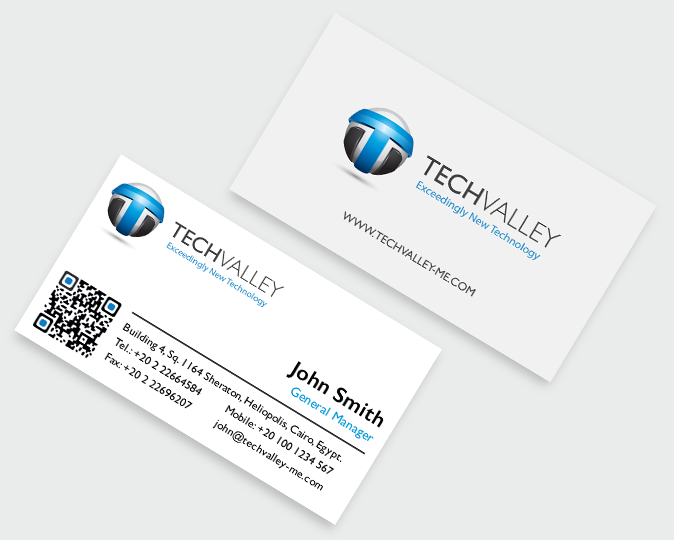 TECHVALLEY
Exceedingly New Technology
WWW.TECHVALLEY-ME.COM
TECHVALLEY
Exceedingly New Technology
John Smith
General Manager
Building 4, Sq. 1164 Sheraton, Heliopolis, Cairo, Egypt.
Tel.: +20 2 22664584 Mobile: +20 100 1234 567
Fax: +20 2 22696207 john@techvalley-me.com